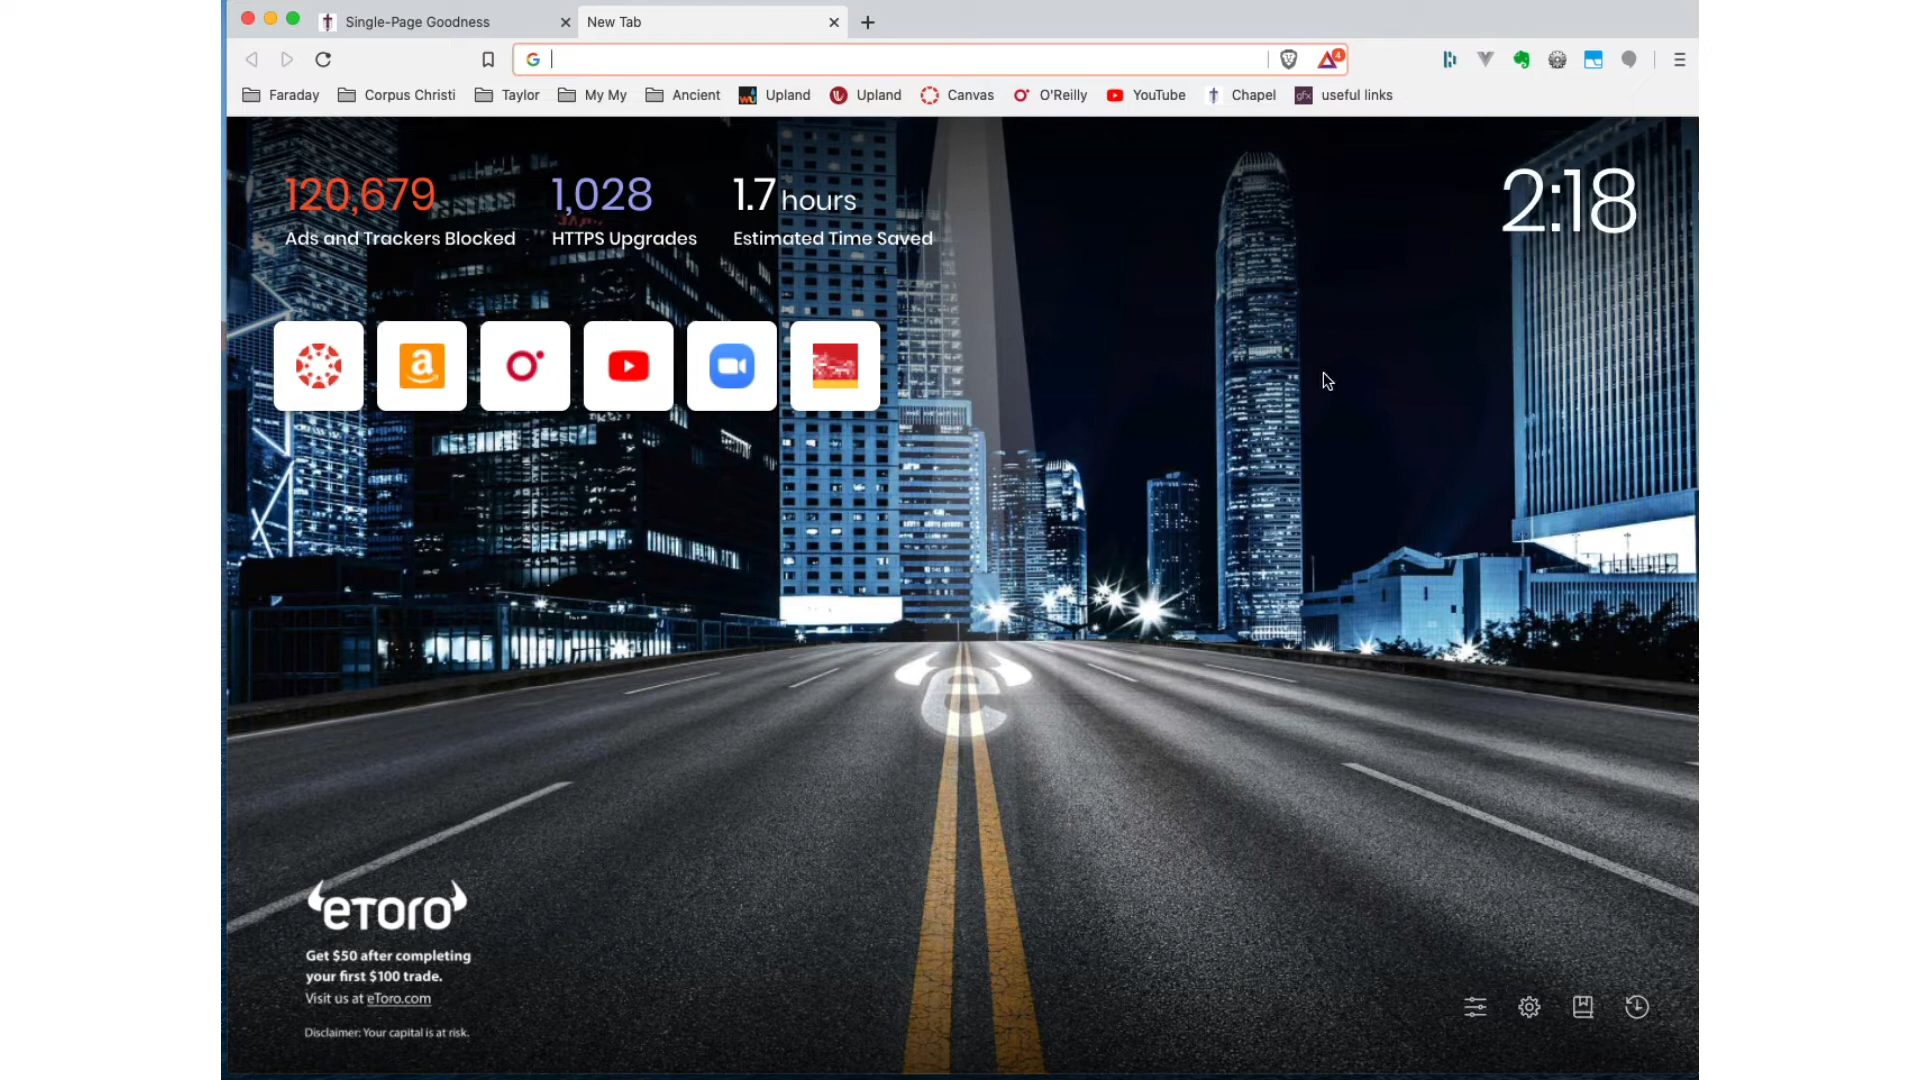 Single-Page Goodness
New Tab
4
Faraday
Corpus Christi
Taylor
My My
Ancient
wu Upland
Upland
Canvas
O'Reilly
YouTube
Chapel
gfx useful links
120,679
Ads and Trackers Blocked
1,028
HTTPS Upgrades
1.7 hours
Estimated Time Saved
2:18
a
e
eToro
Get $50 after completing
your first $100 trade.
Visit us at eToro.com
Disclaimer: Your capital is at risk.